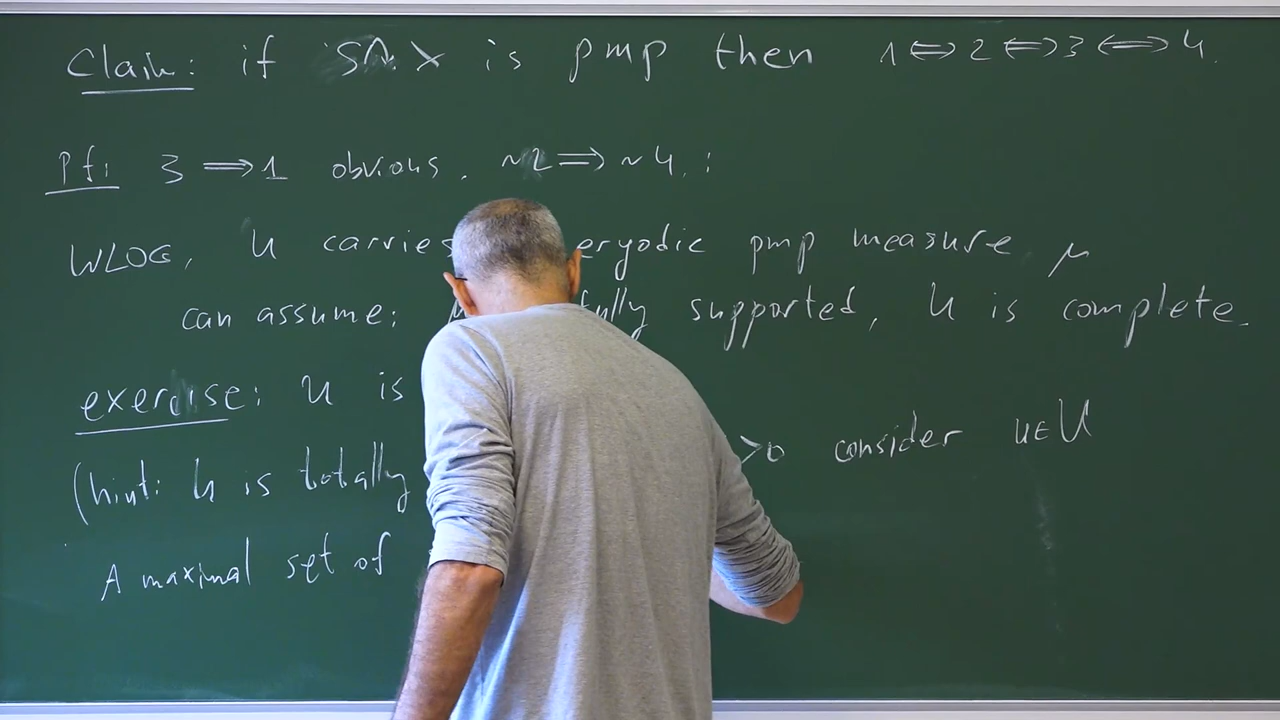 Claim: if S↷X is pmp then 1 ⟺ 2 ⟺ 3 ⟺ 4.
Pf: 3 ⟹ 1 obvious. ~2 ⟹ ~4. :
WLOG, U carries ergodic pmp measure μ
can assume: fully supported, U is complete.
exercise: U is
(hint: U is totally >0 consider u∈U
A maximal set of